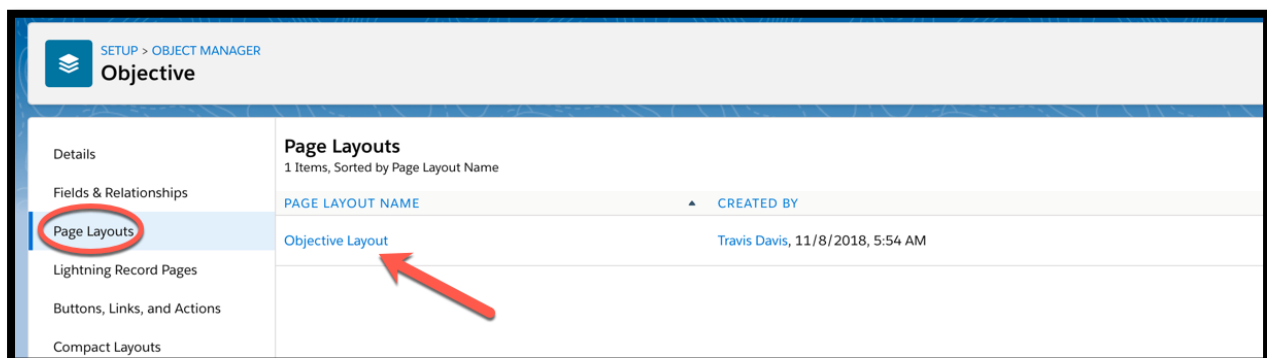 SETUP > OBJECT MANAGER
Objective
Details
Fields & Relationships
Page Layouts
Lightning Record Pages
Buttons, Links, and Actions
Compact Layouts
Page Layouts
1 Items, Sorted by Page Layout Name
PAGE LAYOUT NAME CREATED BY
Objective Layout Travis Davis, 11/8/2018, 5:54 AM